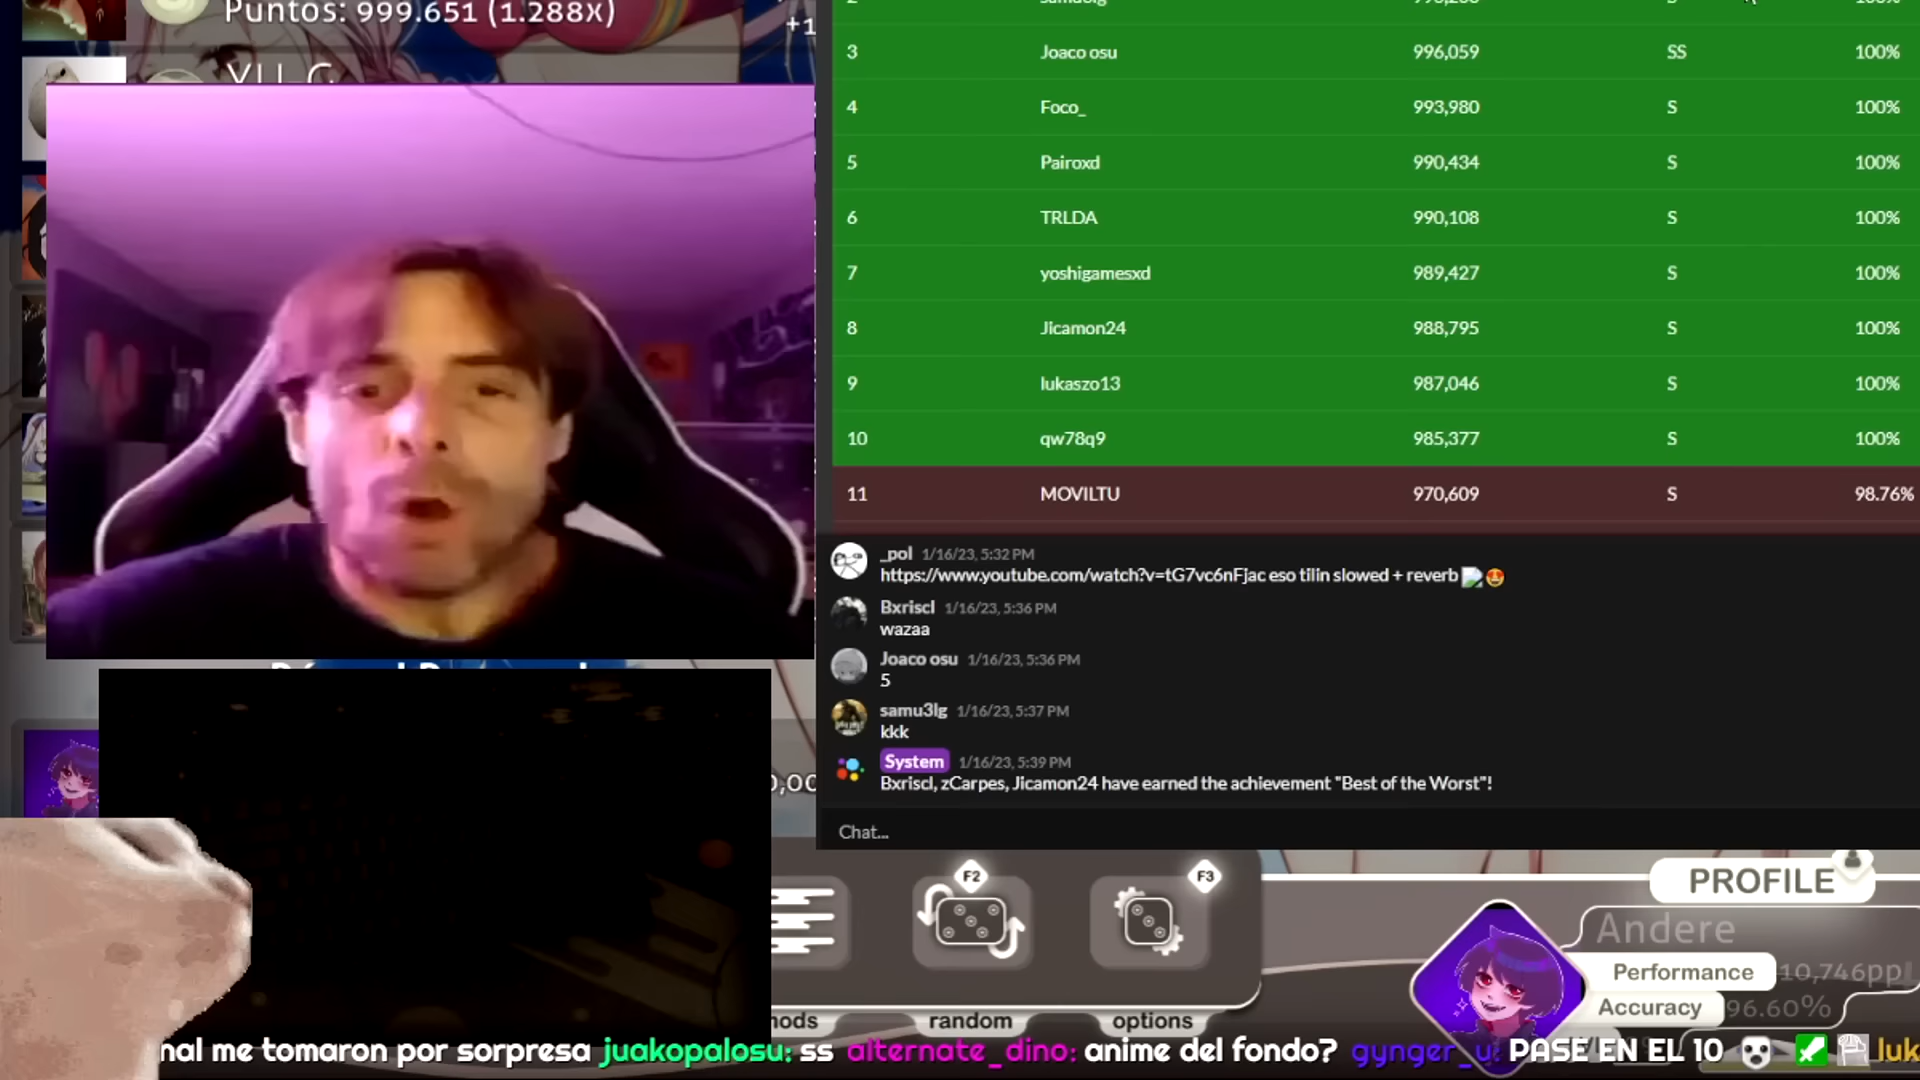 Puntos: 999.651 (1.288x)
+1
3 Joaco osu 996,059 SS 100%
4 Foco_ 993,980 S 100%
5 Pairoxd 990,434 S 100%
6 TRLDA 990,108 S 100%
7 yoshigamesxd 989,427 S 100%
8 Jicamon24 988,795 S 100%
9 lukaszo13 987,046 S 100%
10 qw78q9 985,377 S 100%
11 MOVILTU 970,609 S 98.76%
_pol 1/16/23, 5:32 PM
https://www.youtube.com/watch?v=tG7vc6nFjac eso tilin slowed + reverb 🤩
Bxriscl 1/16/23, 5:36 PM
wazaa
Joaco osu 1/16/23, 5:36 PM
5
samu3lg 1/16/23, 5:37 PM
kkk
System 1/16/23, 5:39 PM
Bxriscl, zCarpes, Jicamon24 have earned the achievement "Best of the Worst"!
Chat...
F2 F3
random options
PROFILE
Andere
Performance 10,746pp
Accuracy 96.60%
nal me tomaron por sorpresa juakopalosu: ss alternate_dino: anime del fondo? gynger_u: PASE EN EL 10 luk